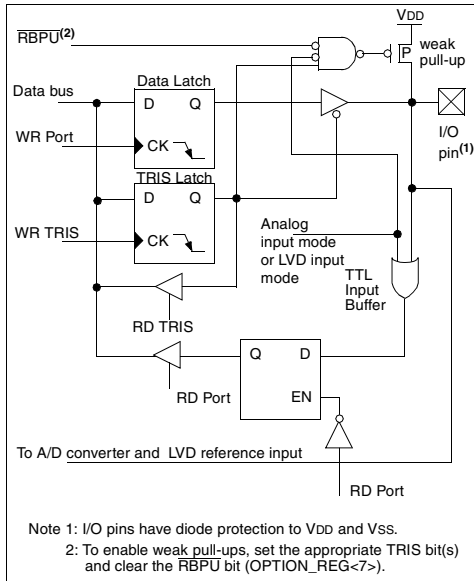 VDD
RBPU(2)
P
weak
pull-up
Data Latch
Data bus
D
Q
I/O
pin(1)
WR Port
CK
TRIS Latch
D
Q
WR TRIS
CK
Analog
input mode
or LVD input
mode
TTL
Input
Buffer
RD TRIS
Q
D
RD Port
EN
To A/D converter and LVD reference input
RD Port
Note 1: I/O pins have diode protection to VDD and VSS.
2: To enable weak pull-ups, set the appropriate TRIS bit(s)
and clear the RBPU bit (OPTION_REG<7>).